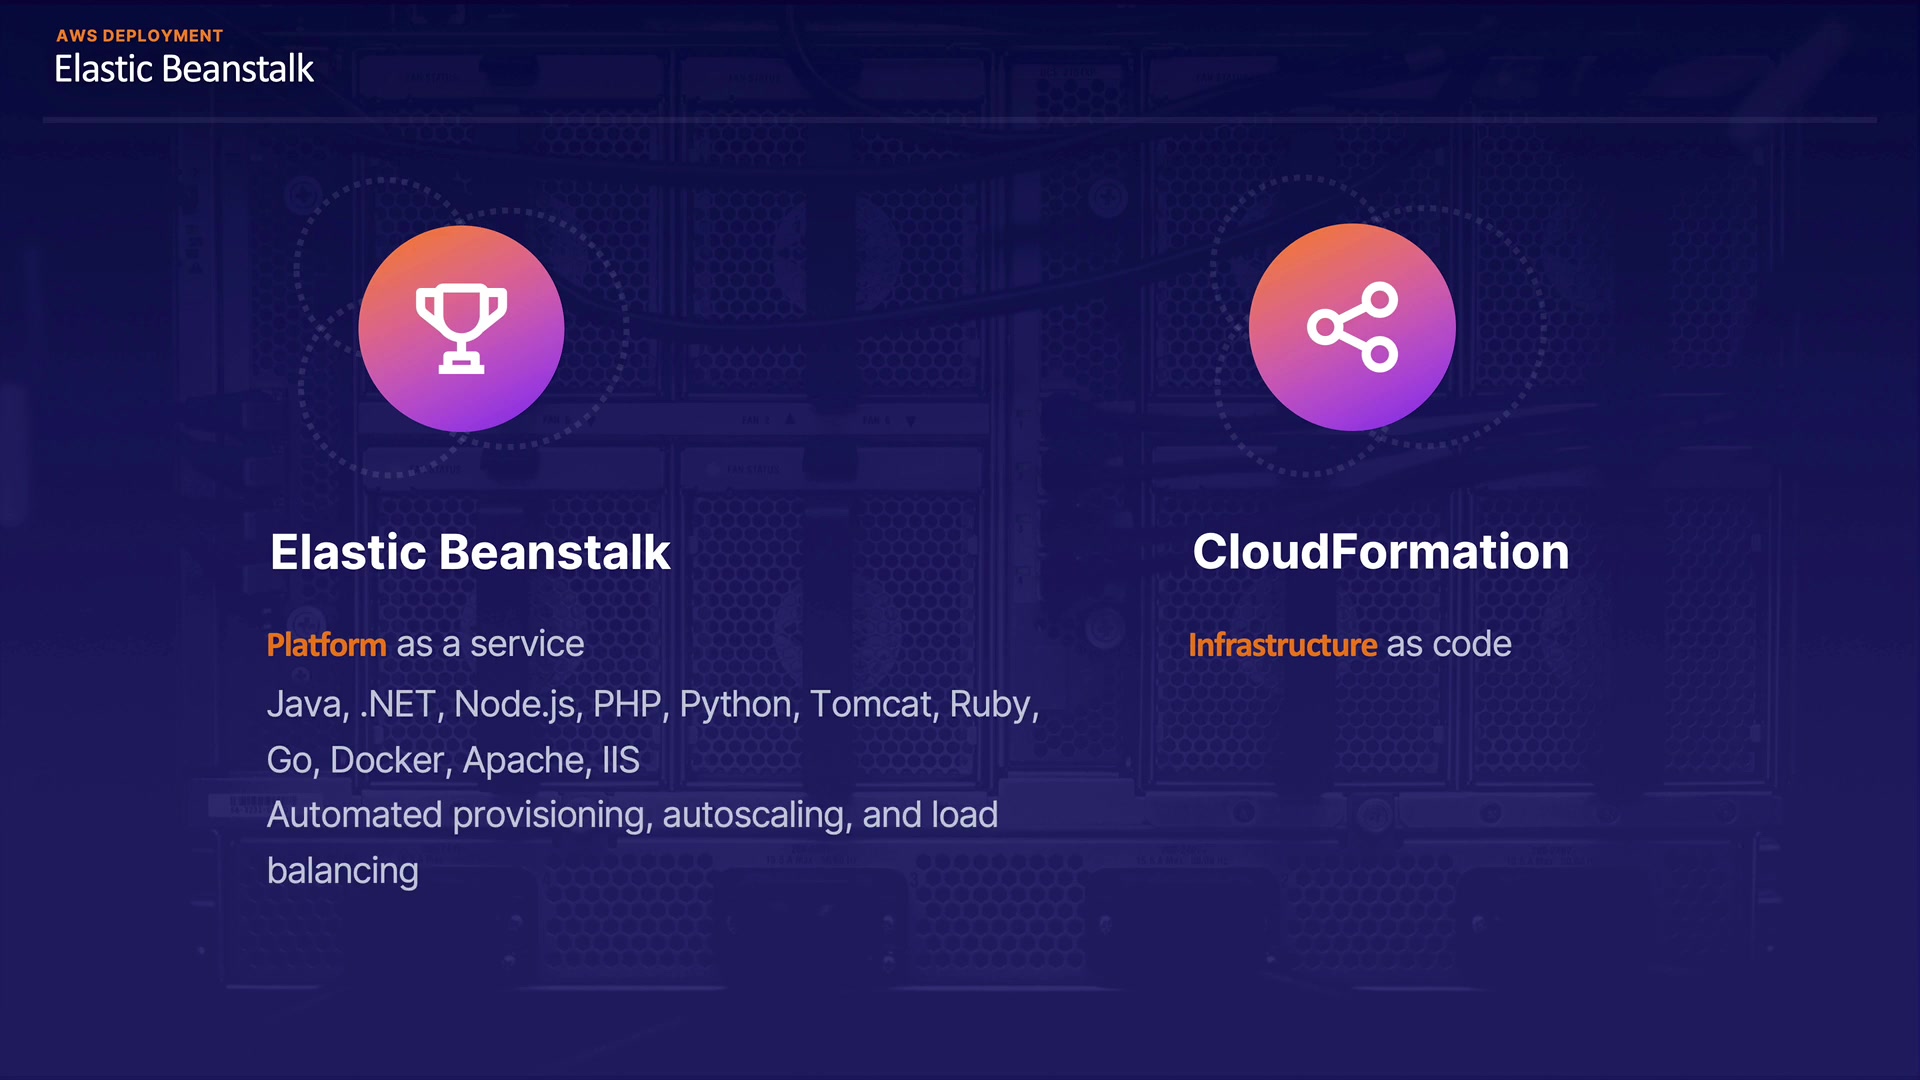 AWS DEPLOYMENT
Elastic Beanstalk
Elastic Beanstalk
Platform as a service
Java, .NET, Node.js, PHP, Python, Tomcat, Ruby,
Go, Docker, Apache, IIS
Automated provisioning, autoscaling, and load
balancing
CloudFormation
Infrastructure as code